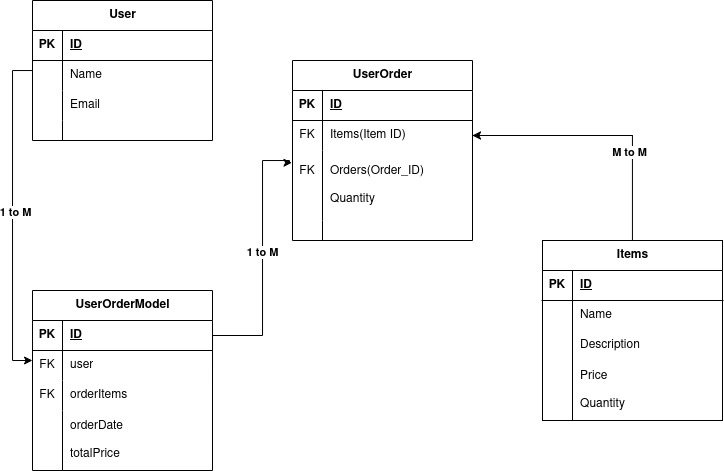 User
PK ID
Name
Email
1 to M
UserOrderModel
PK ID
FK user
FK orderItems
orderDate
totalPrice
1 to M
UserOrder
PK ID
FK Items(Item ID)
FK Orders(Order_ID)
Quantity
M to M
Items
PK ID
Name
Description
Price
Quantity